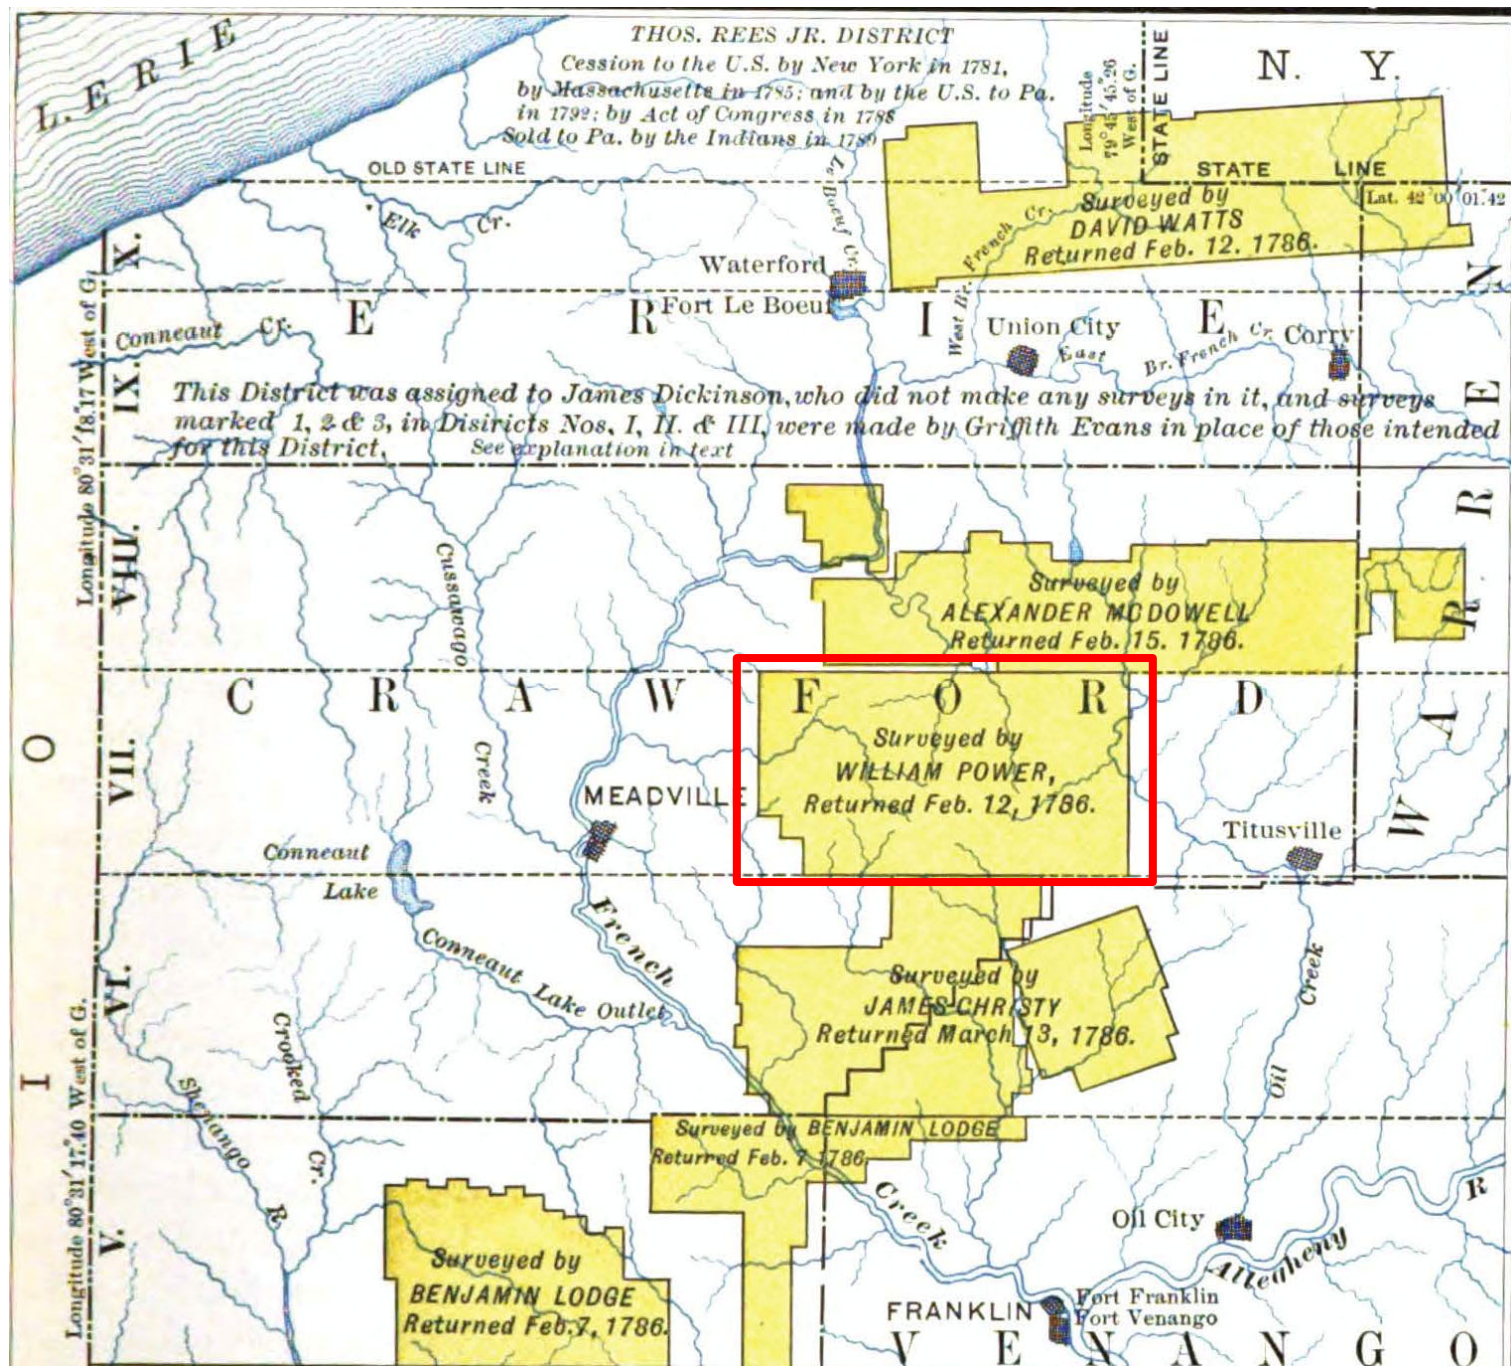 L. ERIE
THOS. REES JR. DISTRICT
Cession to the U.S. by New York in 1781,
by Massachusetts in 1785; and by the U.S. to Pa.
in 1792; by Act of Congress in 1788
Sold to Pa. by the Indians in 1789
N. Y.
STATE LINE
Longitude
79°45'45".26
West of G.
OLD STATE LINE
STATE LINE
Lat. 42°00'01".42
Surveyed by
DAVID WATTS
Returned Feb. 12. 1786.
Elk Cr.
Le Boeuf Cr.
West Br. French Cr.
Waterford
Fort Le Boeuf
X.
E R I E
Conneaut Cr.
Union City
East Br. French Cr.
Corry
IX.
This District was assigned to James Dickinson, who did not make any surveys in it, and surveys
marked 1, 2 & 3, in Disiricts Nos, I, II. & III, were made by Griffith Evans in place of those intended
for this District. See explanation in text
Longitude 80°31'18".17 West of G.
VIII.
Cussawago
Creek
Surveyed by
ALEXANDER MCDOWELL
Returned Feb. 15. 1786.
W A R R E N
C R A W F O R D
VII.
Surveyed by
WILLIAM POWER,
Returned Feb. 12, 1786.
MEADVILLE
Titusville
Conneaut
Lake
O
I
VI.
French
Creek
Conneaut Lake Outlet
Crooked
Cr.
Shenango R
Surveyed by
JAMES CHRISTY
Returned March 13, 1786.
Oil
Creek
Longitude 80°31'17".40 West of G.
V.
Surveyed by BENJAMIN LODGE
Returned Feb. 7 1786.
Surveyed by
BENJAMIN LODGE
Returned Feb. 7, 1786.
Oil City
Allegheny R
FRANKLIN
Fort Franklin
Fort Venango
V E N A N G O